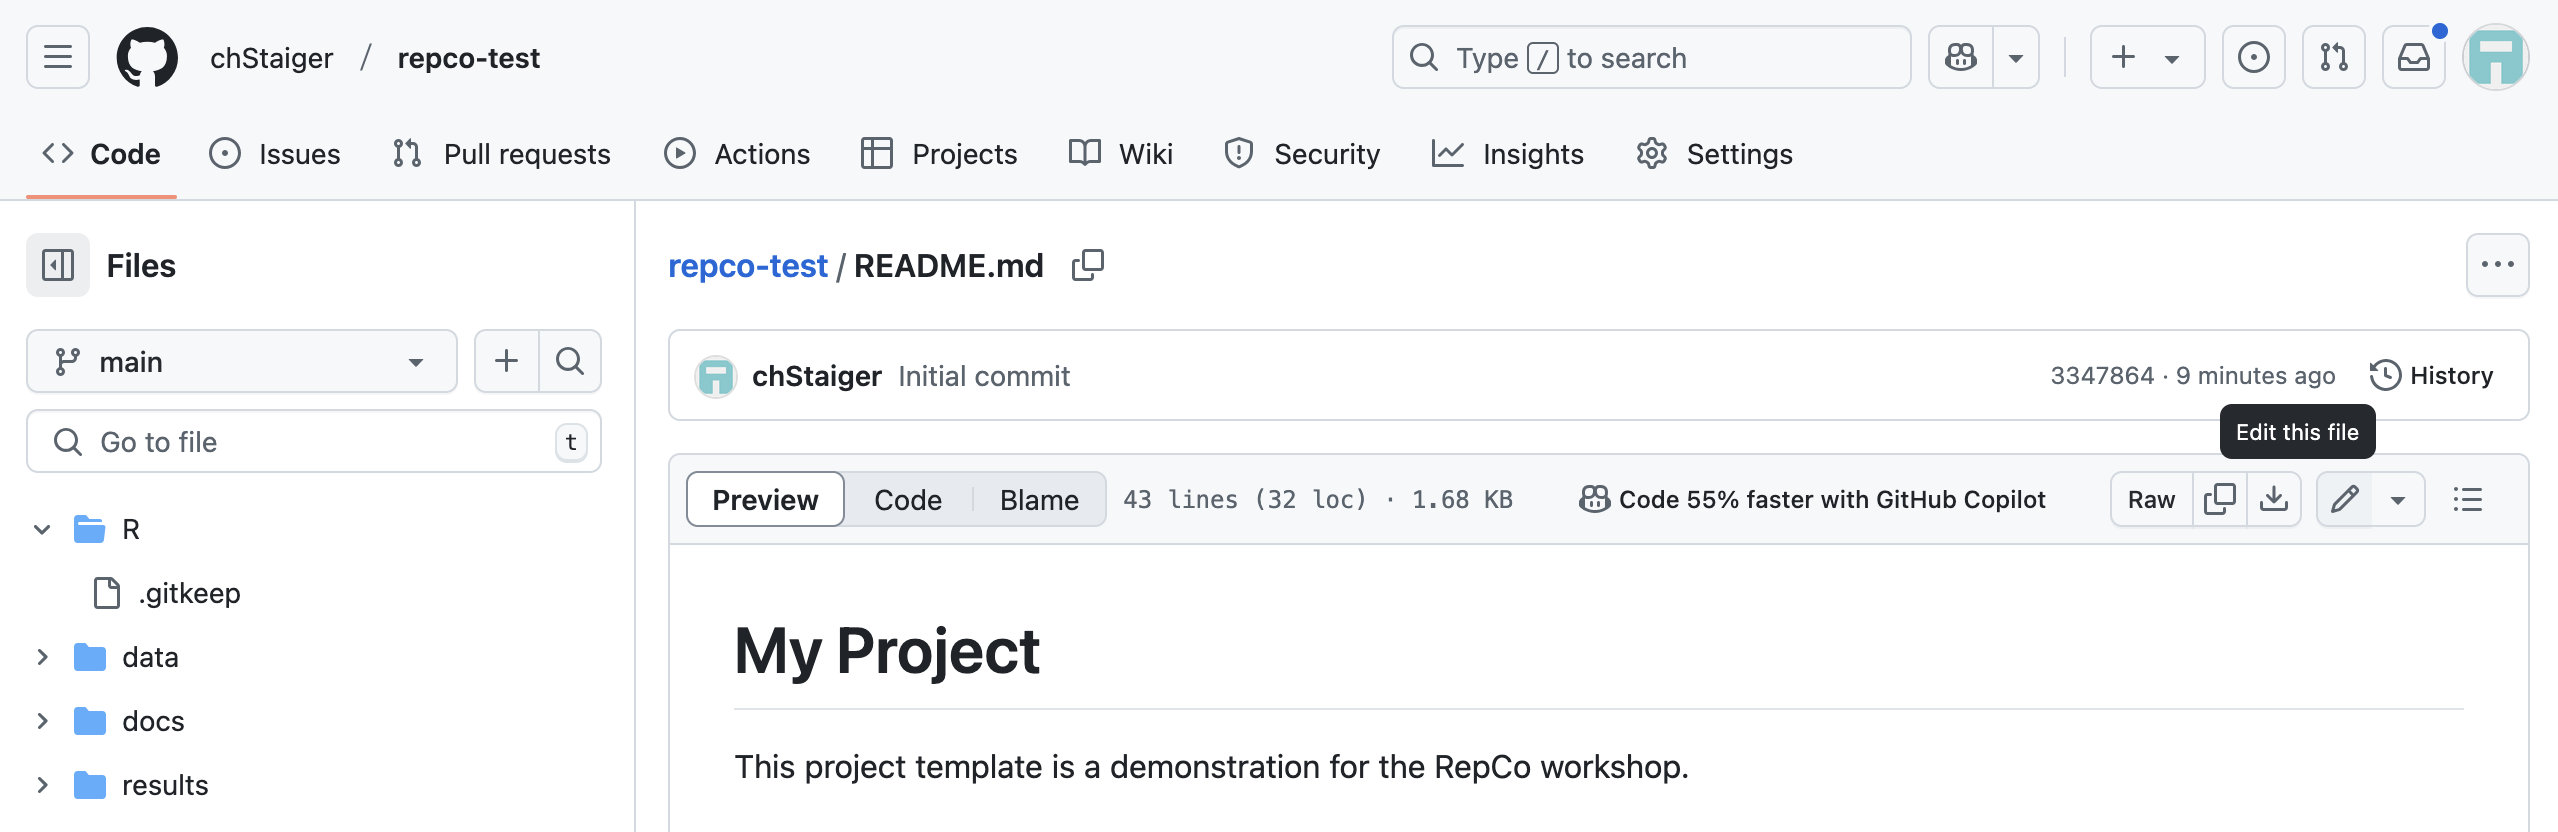 chStaiger / repco-test
Type / to search
Code Issues Pull requests Actions Projects Wiki Security Insights Settings
Files
main
Go to file t
R
.gitkeep
data
docs
results
repco-test / README.md
chStaiger Initial commit 3347864 · 9 minutes ago History
Edit this file
Preview Code Blame 43 lines (32 loc) · 1.68 KB Code 55% faster with GitHub Copilot Raw
My Project
This project template is a demonstration for the RepCo workshop.